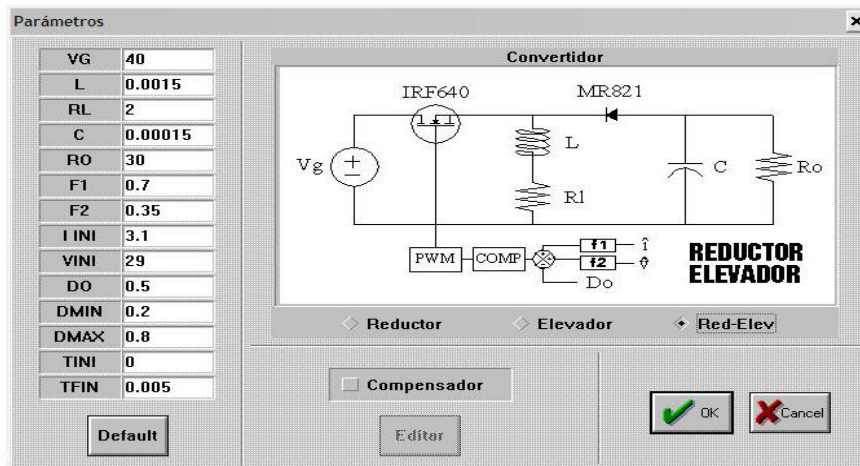 Parámetros
VG 40
L 0.0015
RL 2
C 0.00015
RO 30
F1 0.7
F2 0.35
I INI 3.1
VINI 29
DO 0.5
DMIN 0.2
DMAX 0.8
TINI 0
TFIN 0.005
Default
Convertidor
IRF640
MR821
Vg
L
Rl
C
Ro
PWM
COMP
f1
î
f2
v̂
Do
REDUCTOR
ELEVADOR
Reductor
Elevador
Red-Elev
Compensador
Editar
OK
Cancel